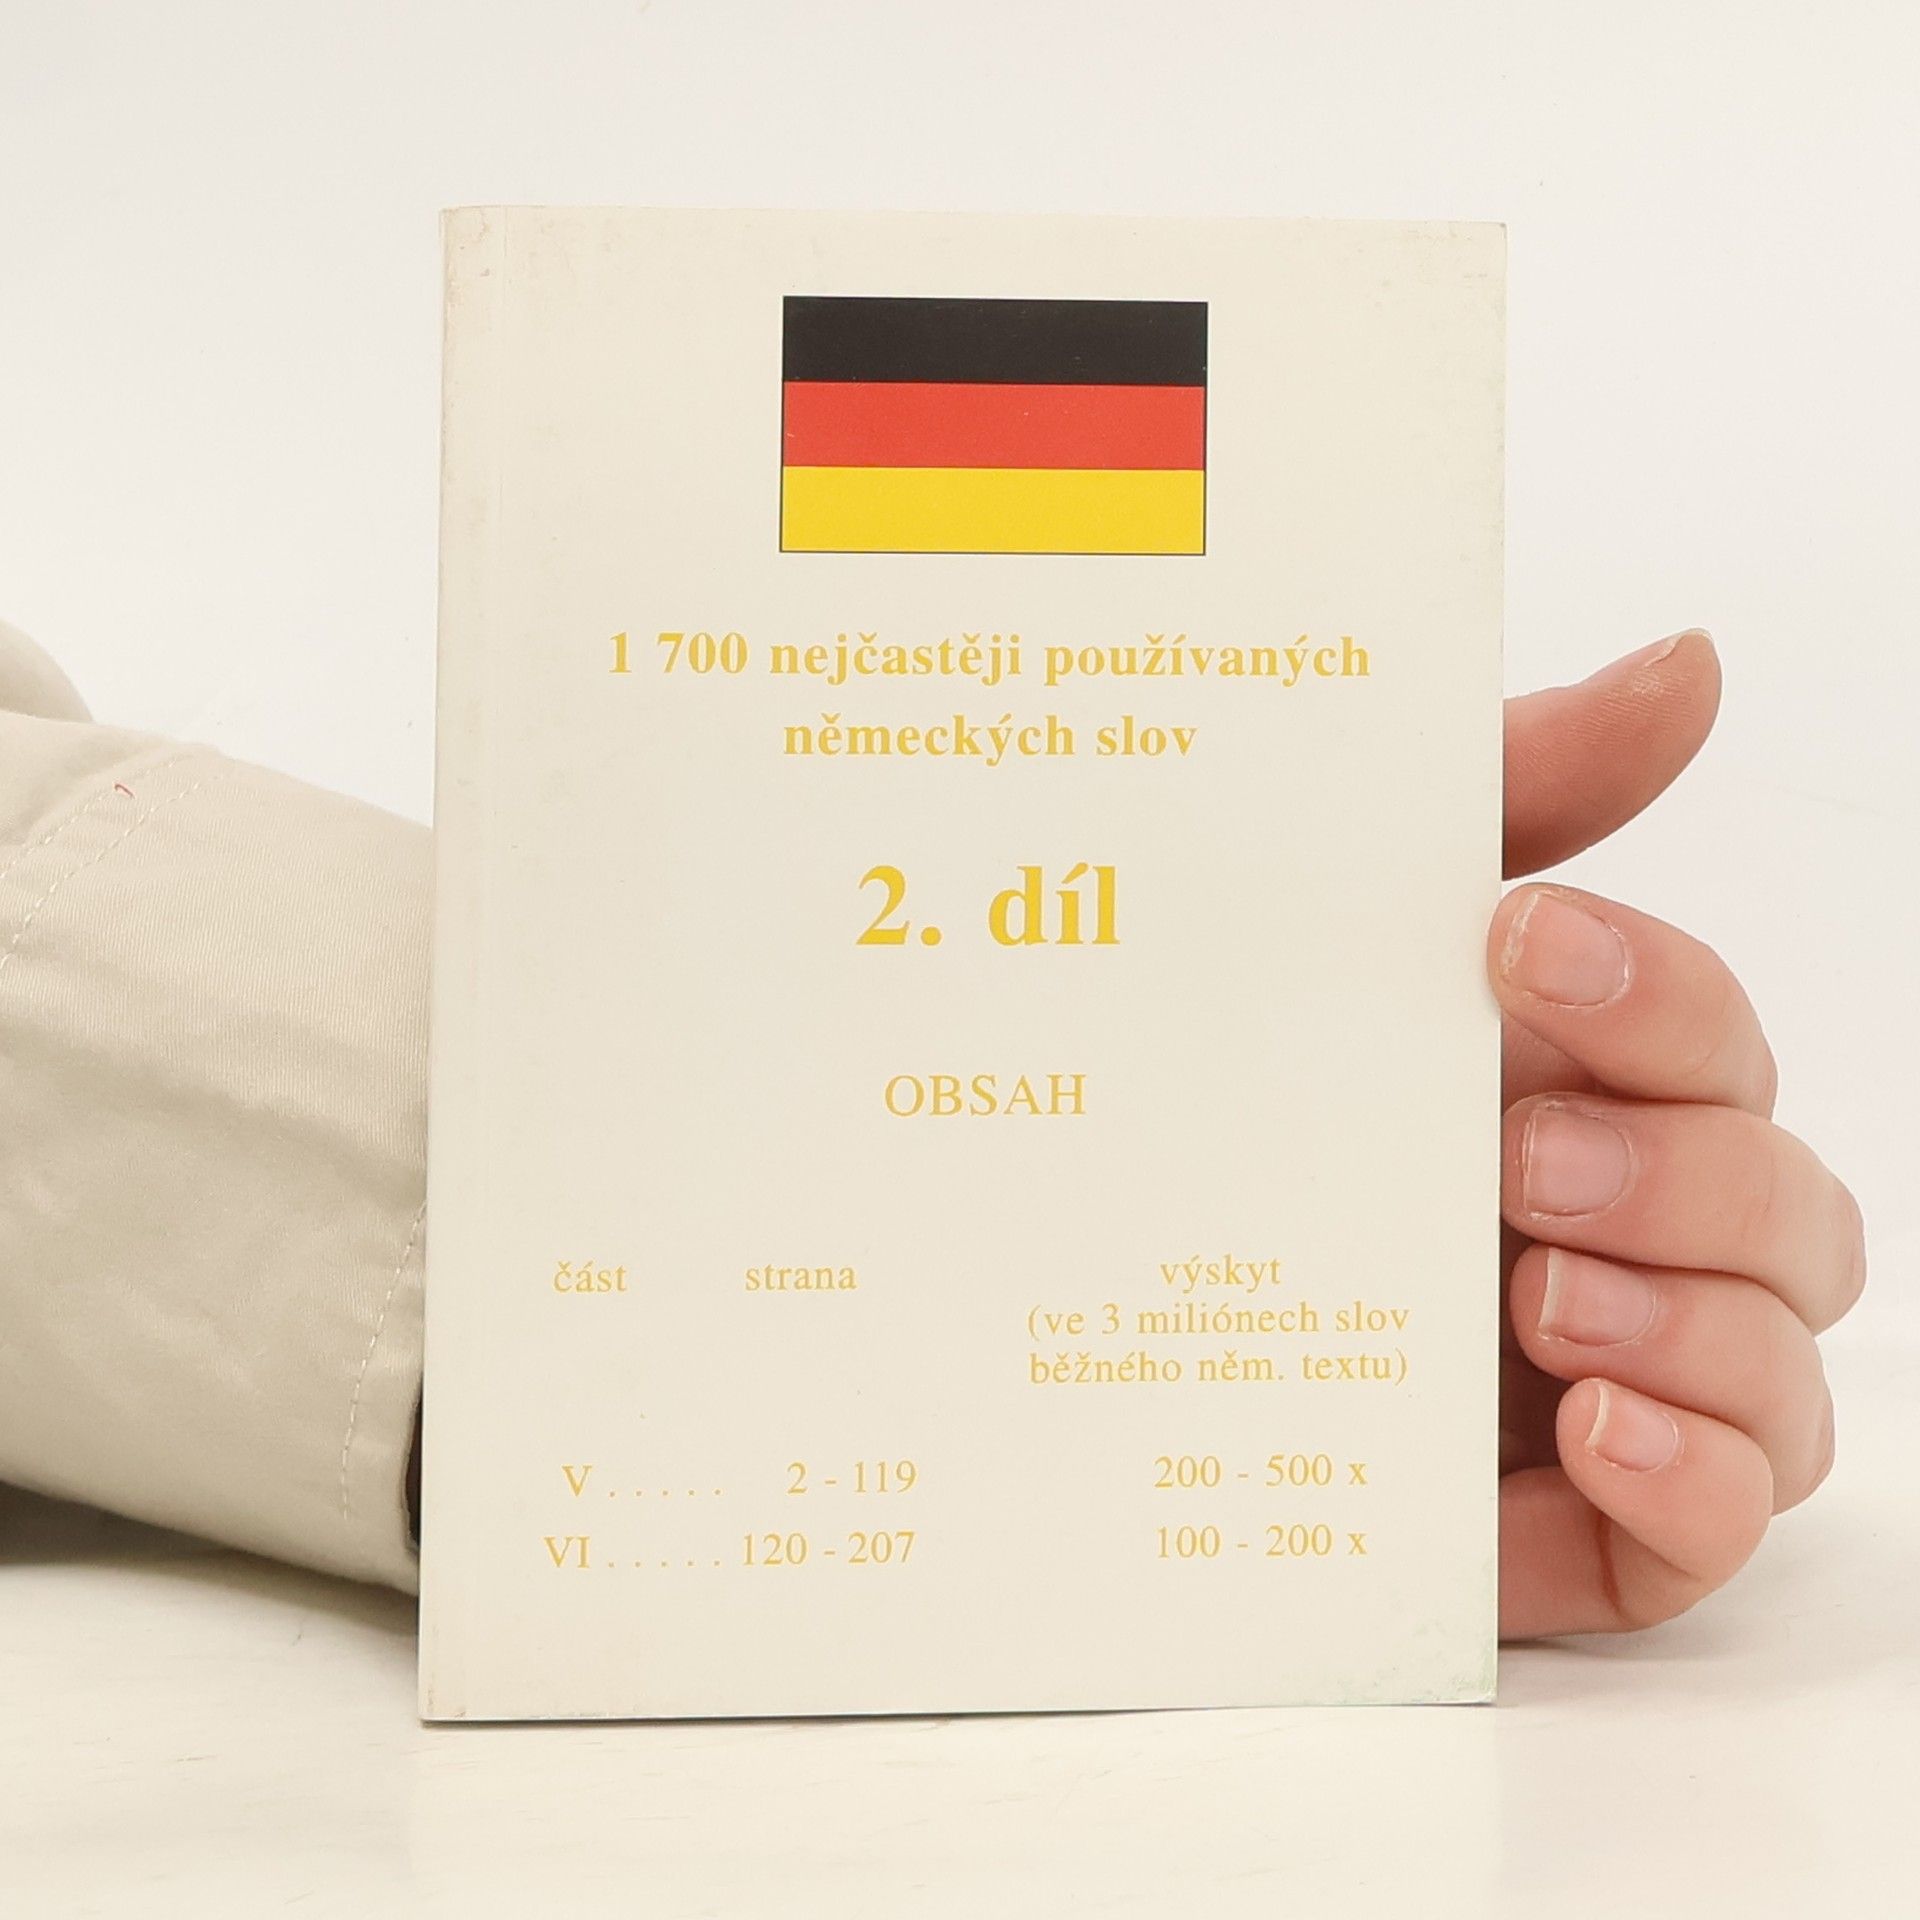 1 700 nejčastěji používaných
německých slov
2. díl
OBSAH
část strana výskyt
(ve 3 miliónech slov
běžného něm. textu)
V . . . . . 2 - 119 200 - 500 x
VI . . . . . 120 - 207 100 - 200 x